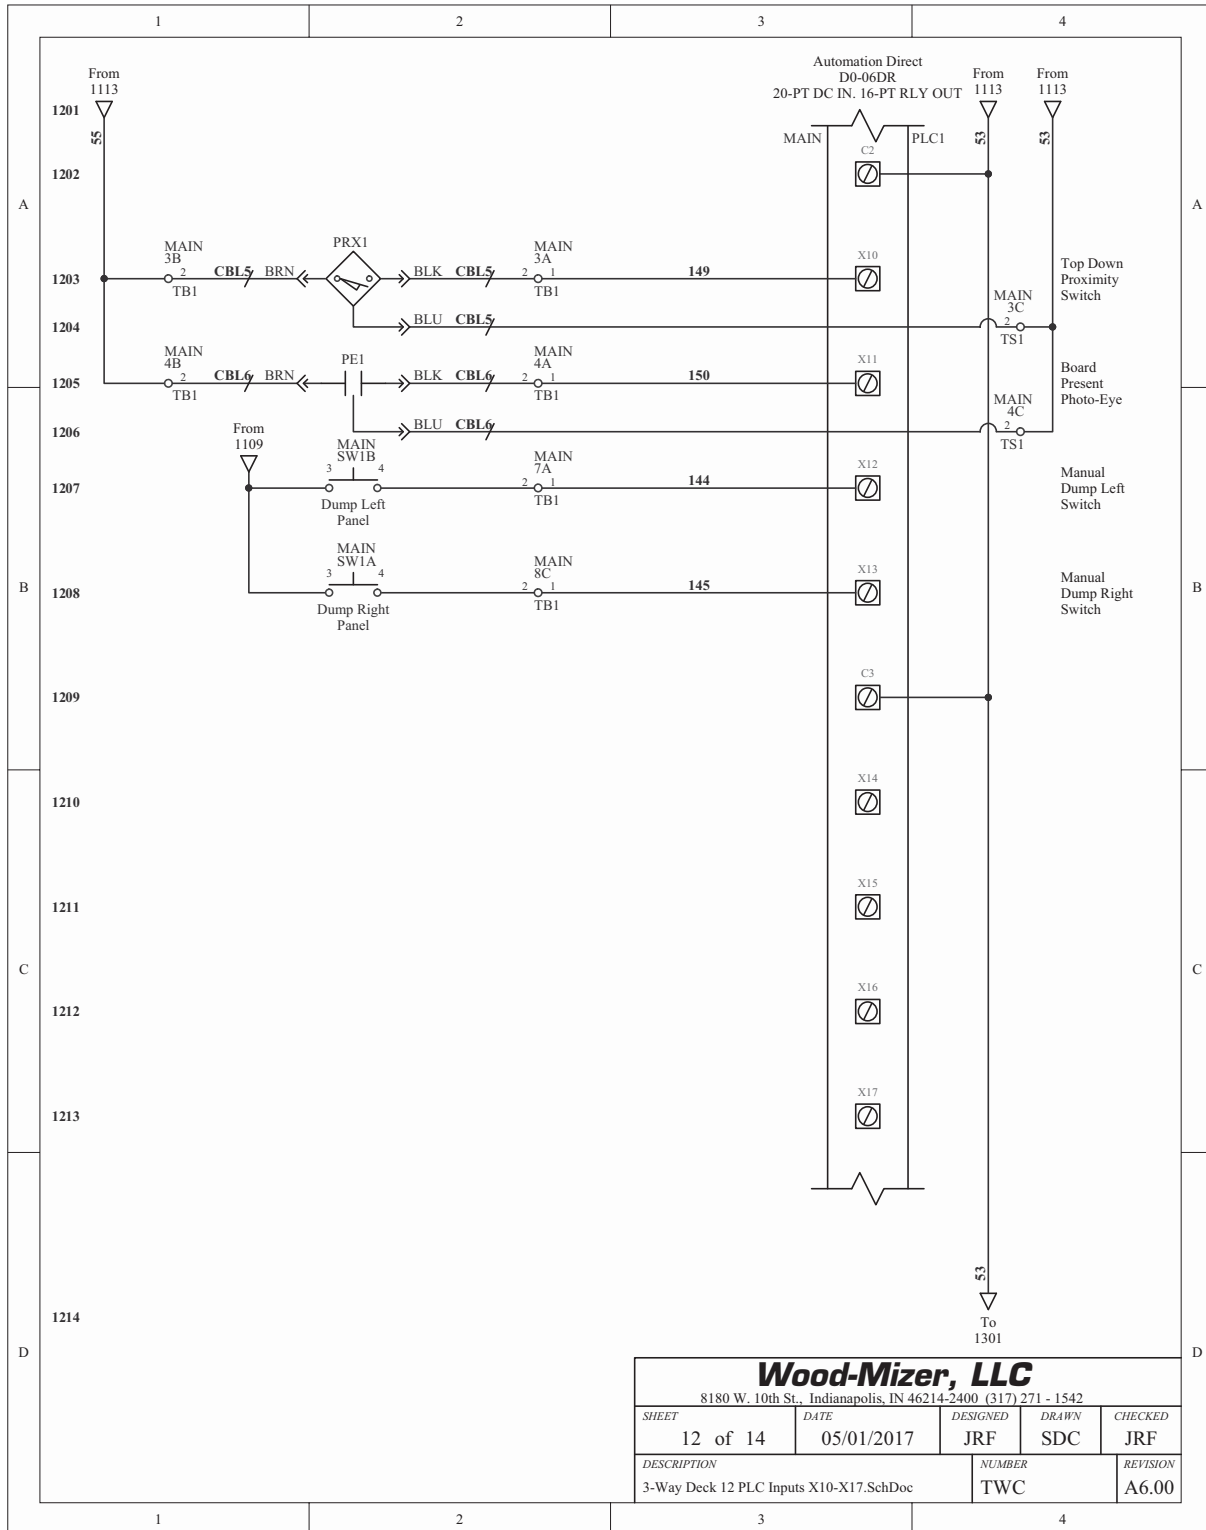 1 2 3 4
Automation Direct
D0-06DR
20-PT DC IN. 16-PT RLY OUT
From
1113
From
1113
From
1113
1201
55
53
53
MAIN
PLC1
C2
1202
A
A
MAIN
3B
PRX1
MAIN
3A
X10
1203
2
CBL5
BRN
BLK
CBL5
2 1
149
TB1
TB1
Top Down
Proximity
Switch
MAIN
3C
1204
BLU
CBL5
2
TS1
MAIN
4B
PE1
MAIN
4A
X11
1205
2
CBL6
BRN
BLK
CBL6
2 1
150
TB1
TB1
Board
Present
Photo-Eye
MAIN
4C
1206
BLU
CBL6
2
TS1
From
1109
MAIN
SW1B
MAIN
7A
X12
1207
3 4
2 1
144
Dump Left
Panel
TB1
Manual
Dump Left
Switch
MAIN
SW1A
MAIN
8C
X13
B
B
1208
3 4
2 1
145
Dump Right
Panel
TB1
Manual
Dump Right
Switch
C3
1209
X14
1210
X15
1211
C
C
X16
1212
X17
1213
53
1214
To
1301
D
D
Wood-Mizer, LLC
8180 W. 10th St., Indianapolis, IN 46214-2400 (317) 271 - 1542
SHEET DATE DESIGNED DRAWN CHECKED
12 of 14 05/01/2017 JRF SDC JRF
DESCRIPTION NUMBER REVISION
3-Way Deck 12 PLC Inputs X10-X17.SchDoc TWC A6.00
1 2 3 4